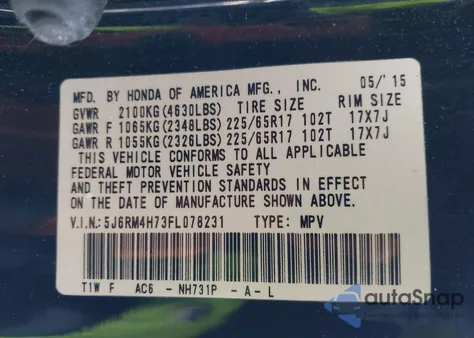 MFD. BY HONDA OF AMERICA MFG., INC. 05/'15
GVWR 2100KG(4630LBS) TIRE SIZE RIM SIZE
GAWR F 1065KG(2348LBS) 225/65R17 102T 17X7J
GAWR R 1055KG(2326LBS) 225/65R17 102T 17X7J
THIS VEHICLE CONFORMS TO ALL APPLICABLE
FEDERAL MOTOR VEHICLE SAFETY
AND THEFT PREVENTION STANDARDS IN EFFECT
ON THE DATE OF MANUFACTURE SHOWN ABOVE.
V.I.N.:5J6RM4H73FL078231 TYPE: MPV
T1W F AC6 - NH731P - A - L
autoSnap